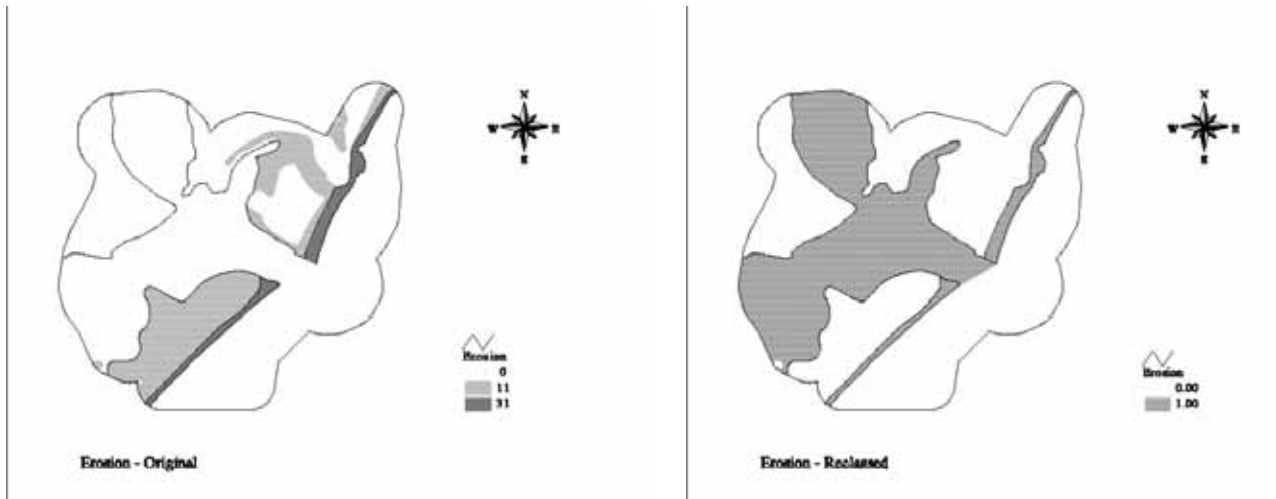 N
W E
S
Erosion
0
11
31
Erosion - Original
N
W E
S
Erosion
0.00
1.00
Erosion - Reclassed